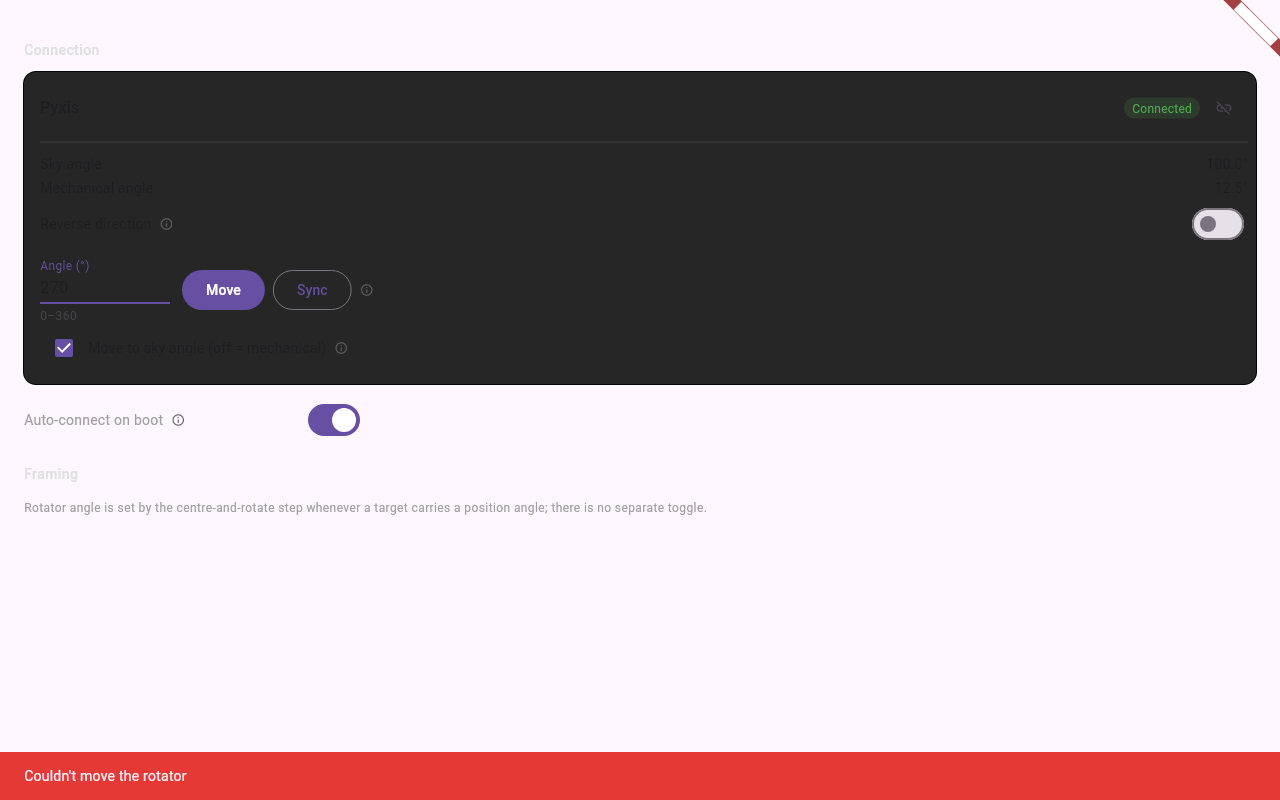 Connection
Pyxis
Connected
Sky angle
100.0°
Mechanical angle
12.5°
Reverse direction
Angle (°)
270
Move
Sync
0–360
Move to sky angle (off = mechanical)
Auto-connect on boot
Framing
Rotator angle is set by the centre-and-rotate step whenever a target carries a position angle; there is no separate toggle.
Couldn't move the rotator